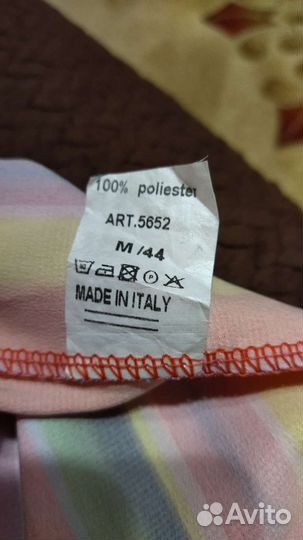 100% poliester
ART.5652
M/44
MADE IN ITALY
Avito